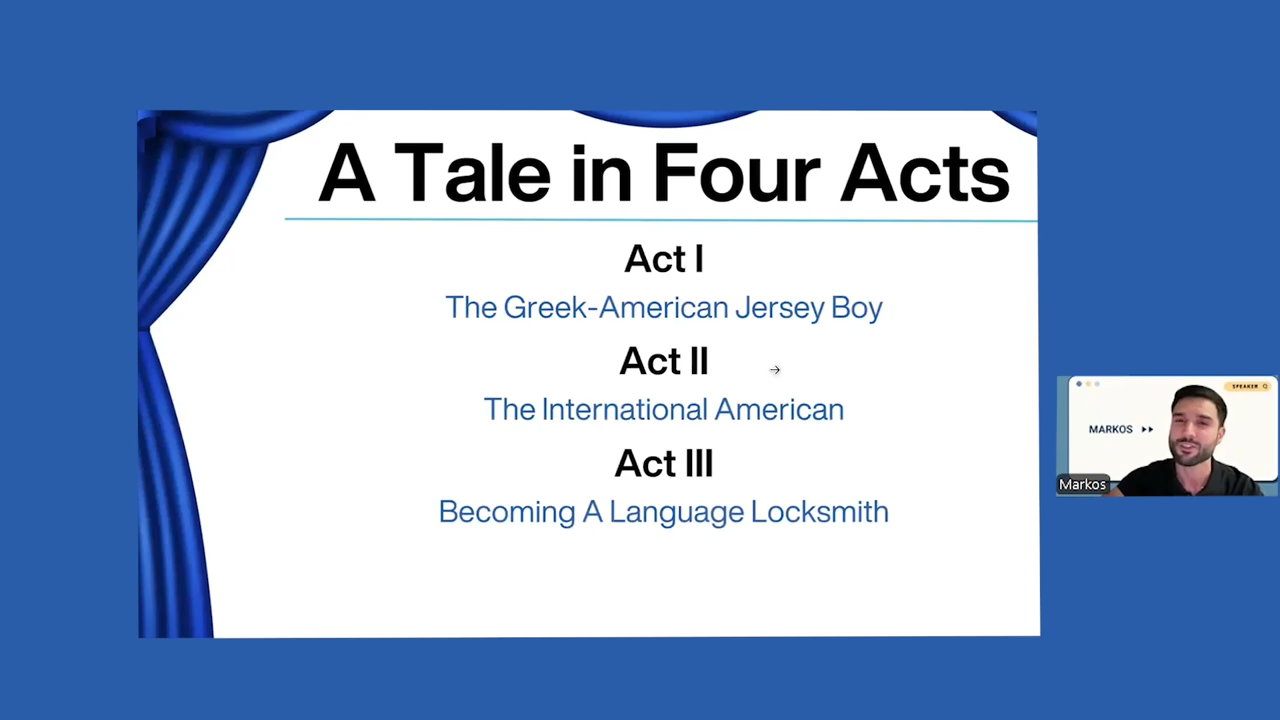 A Tale in Four Acts
Act I
The Greek-American Jersey Boy
Act II
The International American
Act III
Becoming A Language Locksmith
SPEAKER
MARKOS
Markos